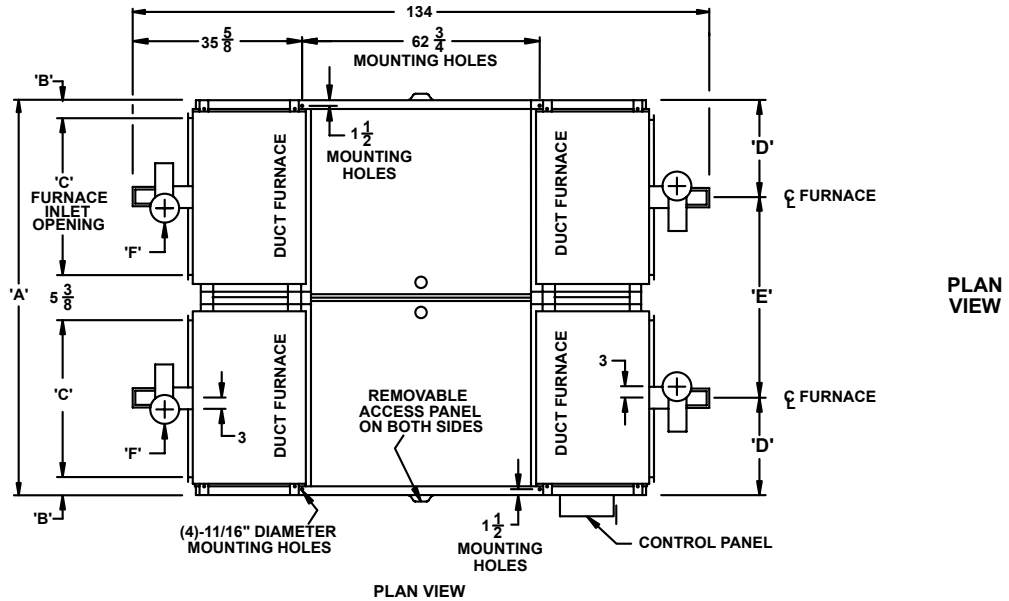 134
35 5/8
62 3/4
MOUNTING HOLES
'B'
1 1/2
MOUNTING
HOLES
'D'
'C'
FURNACE
INLET
OPENING
DUCT FURNACE
DUCT FURNACE
℄ FURNACE
'F'
'A'
5 3/8
'E'
PLAN
VIEW
'C'
DUCT FURNACE
DUCT FURNACE
3
REMOVABLE
ACCESS PANEL
ON BOTH SIDES
℄ FURNACE
3
'F'
'D'
'B'
(4)-11/16" DIAMETER
MOUNTING HOLES
1 1/2
MOUNTING
HOLES
CONTROL PANEL
PLAN VIEW